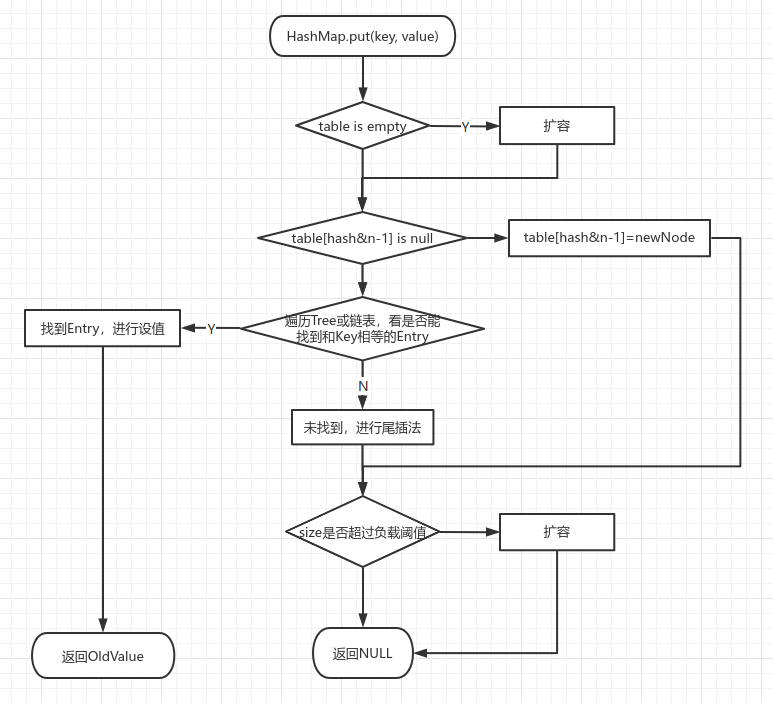 HashMap.put(key, value)
table is empty
Y
扩容
table[hash&n-1] is null
table[hash&n-1]=newNode
遍历Tree或链表，看是否能
找到和Key相等的Entry
Y
找到Entry，进行设值
N
未找到，进行尾插法
size是否超过负载阈值
扩容
返回OldValue
返回NULL